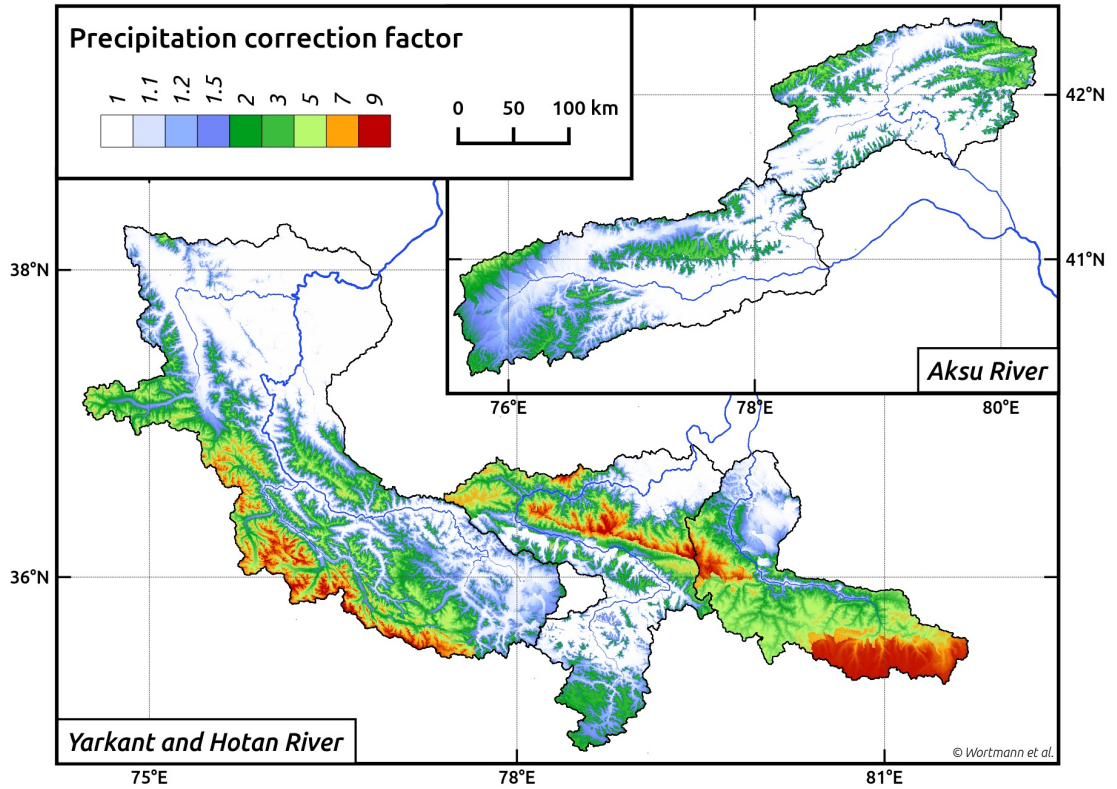 Precipitation correction factor
1 1.1 1.2 1.5 2 3 5 7 9
0 50 100 km
42°N
41°N
38°N
36°N
Aksu River
76°E 78°E 80°E
Yarkant and Hotan River
© Wortmann et al.
75°E 78°E 81°E